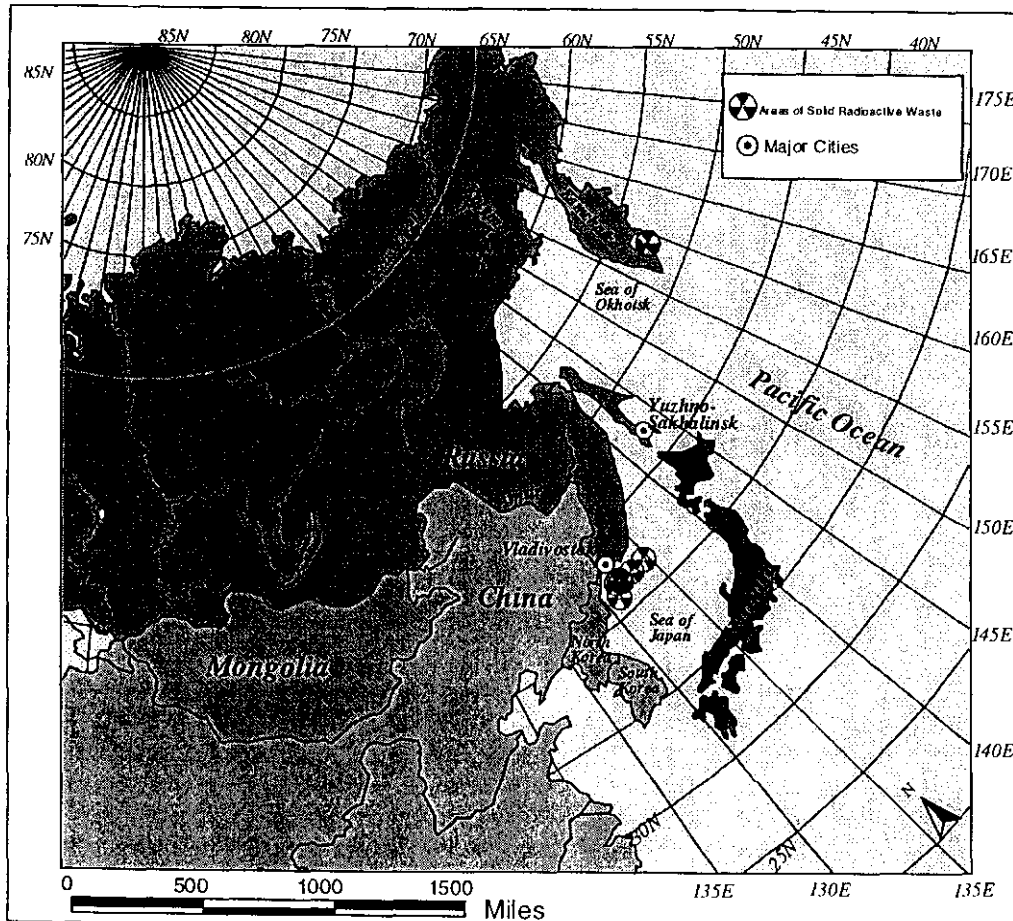 85N 80N 75N 70N 65N 60N 55N 50N 45N 40N
85N
80N
75N
175E
170E
165E
160E
155E
150E
145E
140E
Areas of Solid Radioactive Waste
Major Cities
Sea of
Okhotsk
Pacific Ocean
Yuzhno-
Sakhalinsk
Russia
Vladivostok
China
Sea of
Japan
North
Korea
South
Korea
Mongolia
N
30N
25N
135E 130E 135E
0 500 1000 1500
Miles